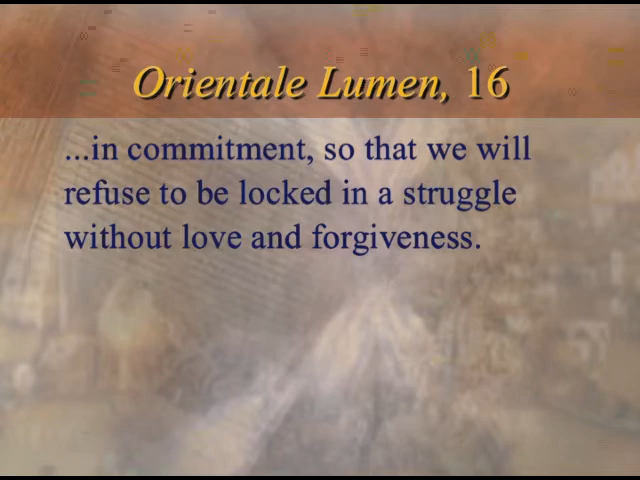 Orientale Lumen, 16
...in commitment, so that we will
refuse to be locked in a struggle
without love and forgiveness.